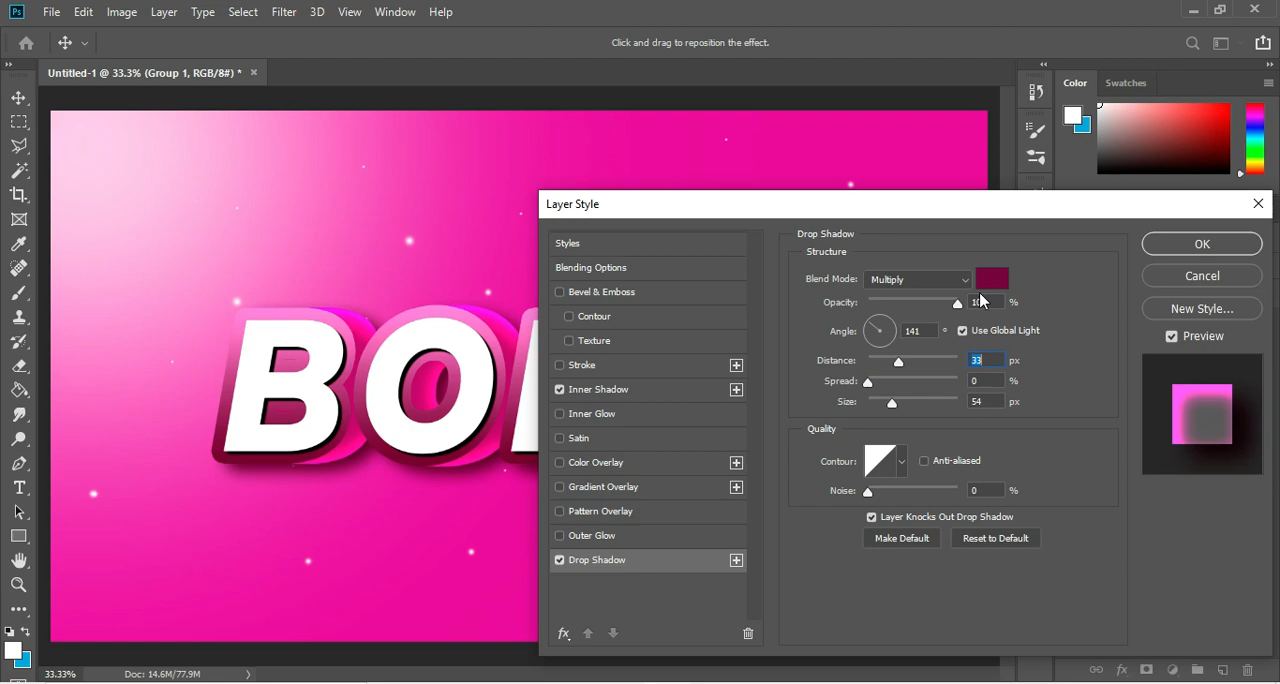 Ps File Edit Image Layer Type Select Filter 3D View Window Help
Click and drag to reposition the effect.
Untitled-1 @ 33.3% (Group 1, RGB/8#) *
Color Swatches
BO
Layer Style
Styles
Blending Options
Bevel & Emboss
Contour
Texture
Stroke
Inner Shadow
Inner Glow
Satin
Color Overlay
Gradient Overlay
Pattern Overlay
Outer Glow
Drop Shadow
fx
Drop Shadow
Structure
Blend Mode: Multiply
Opacity: %
Angle: 141 ° Use Global Light
Distance: 33 px
Spread: 0 %
Size: 54 px
Quality
Contour: Anti-aliased
Noise: 0 %
Layer Knocks Out Drop Shadow
Make Default Reset to Default
OK
Cancel
New Style...
Preview
33.33% Doc: 14.6M/77.9M
fx